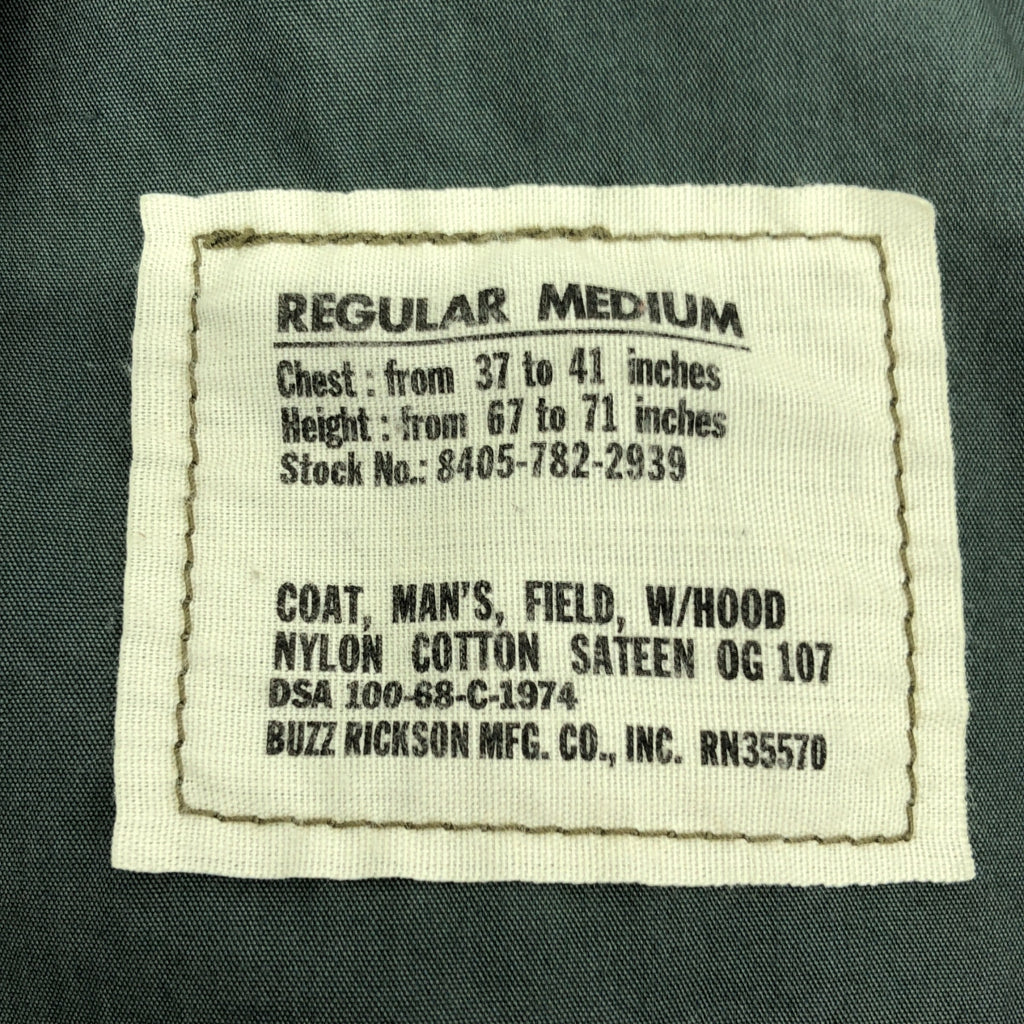 REGULAR MEDIUM
Chest : from 37 to 41 inches
Height : from 67 to 71 inches
Stock No.: 8405-782-2939
COAT, MAN'S, FIELD, W/HOOD
NYLON COTTON SATEEN OG 107
DSA 100-68-C-1974
BUZZ RICKSON MFG. CO., INC. RN35570